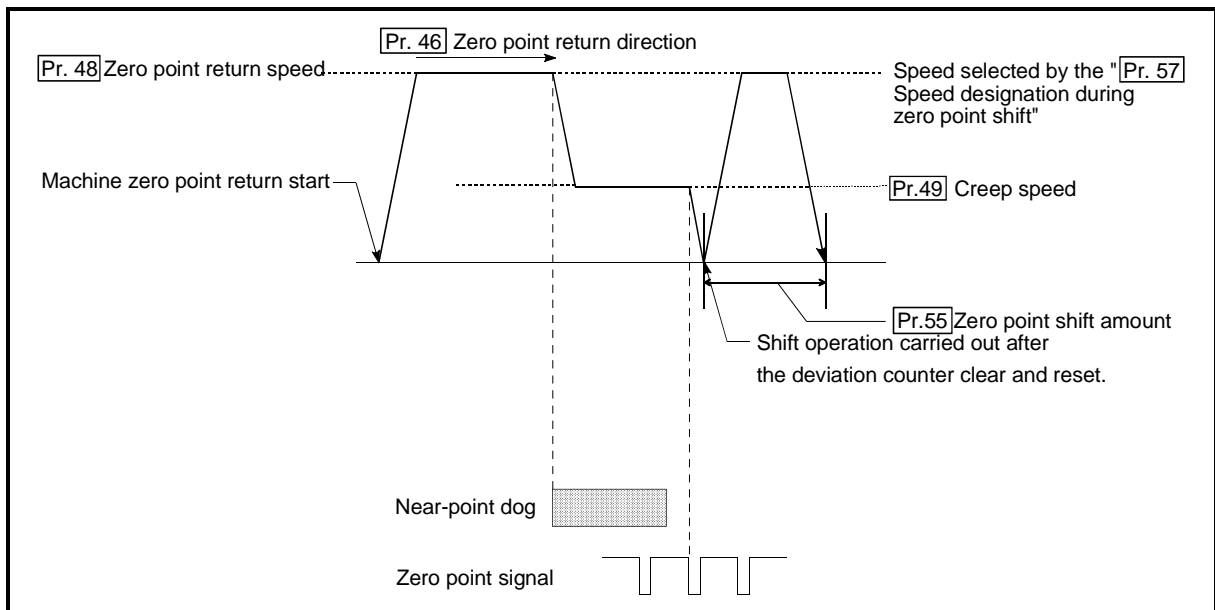 Pr. 46 Zero point return direction
Pr. 48 Zero point return speed
Speed selected by the "Pr. 57
Speed designation during
zero point shift"
Machine zero point return start
Pr.49 Creep speed
Pr.55 Zero point shift amount
Shift operation carried out after
the deviation counter clear and reset.
Near-point dog
Zero point signal